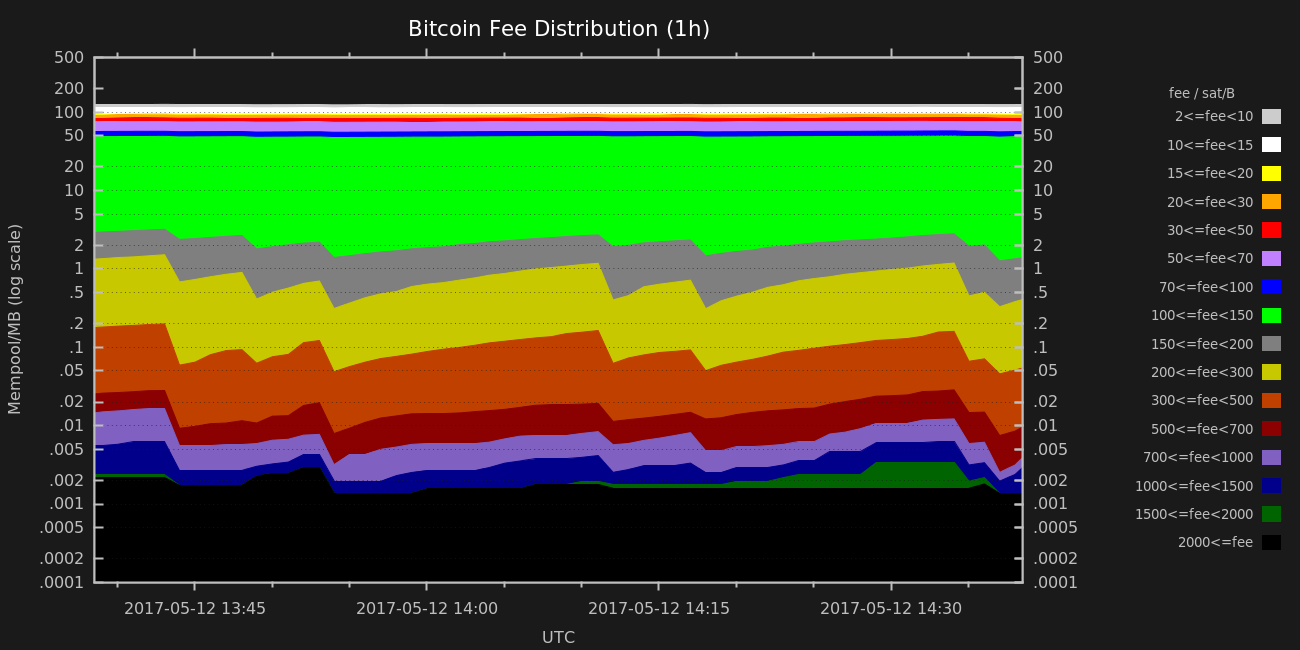 Bitcoin Fee Distribution (1h)
500
200
100
50
20
10
5
2
1
.5
.2
.1
.05
.02
.01
.005
.002
.001
.0005
.0002
.0001
Mempool/MB (log scale)
500
200
100
50
20
10
5
2
1
.5
.2
.1
.05
.02
.01
.005
.002
.001
.0005
.0002
.0001
2017-05-12 13:45 2017-05-12 14:00 2017-05-12 14:15 2017-05-12 14:30
UTC
fee / sat/B
2<=fee<10
10<=fee<15
15<=fee<20
20<=fee<30
30<=fee<50
50<=fee<70
70<=fee<100
100<=fee<150
150<=fee<200
200<=fee<300
300<=fee<500
500<=fee<700
700<=fee<1000
1000<=fee<1500
1500<=fee<2000
2000<=fee